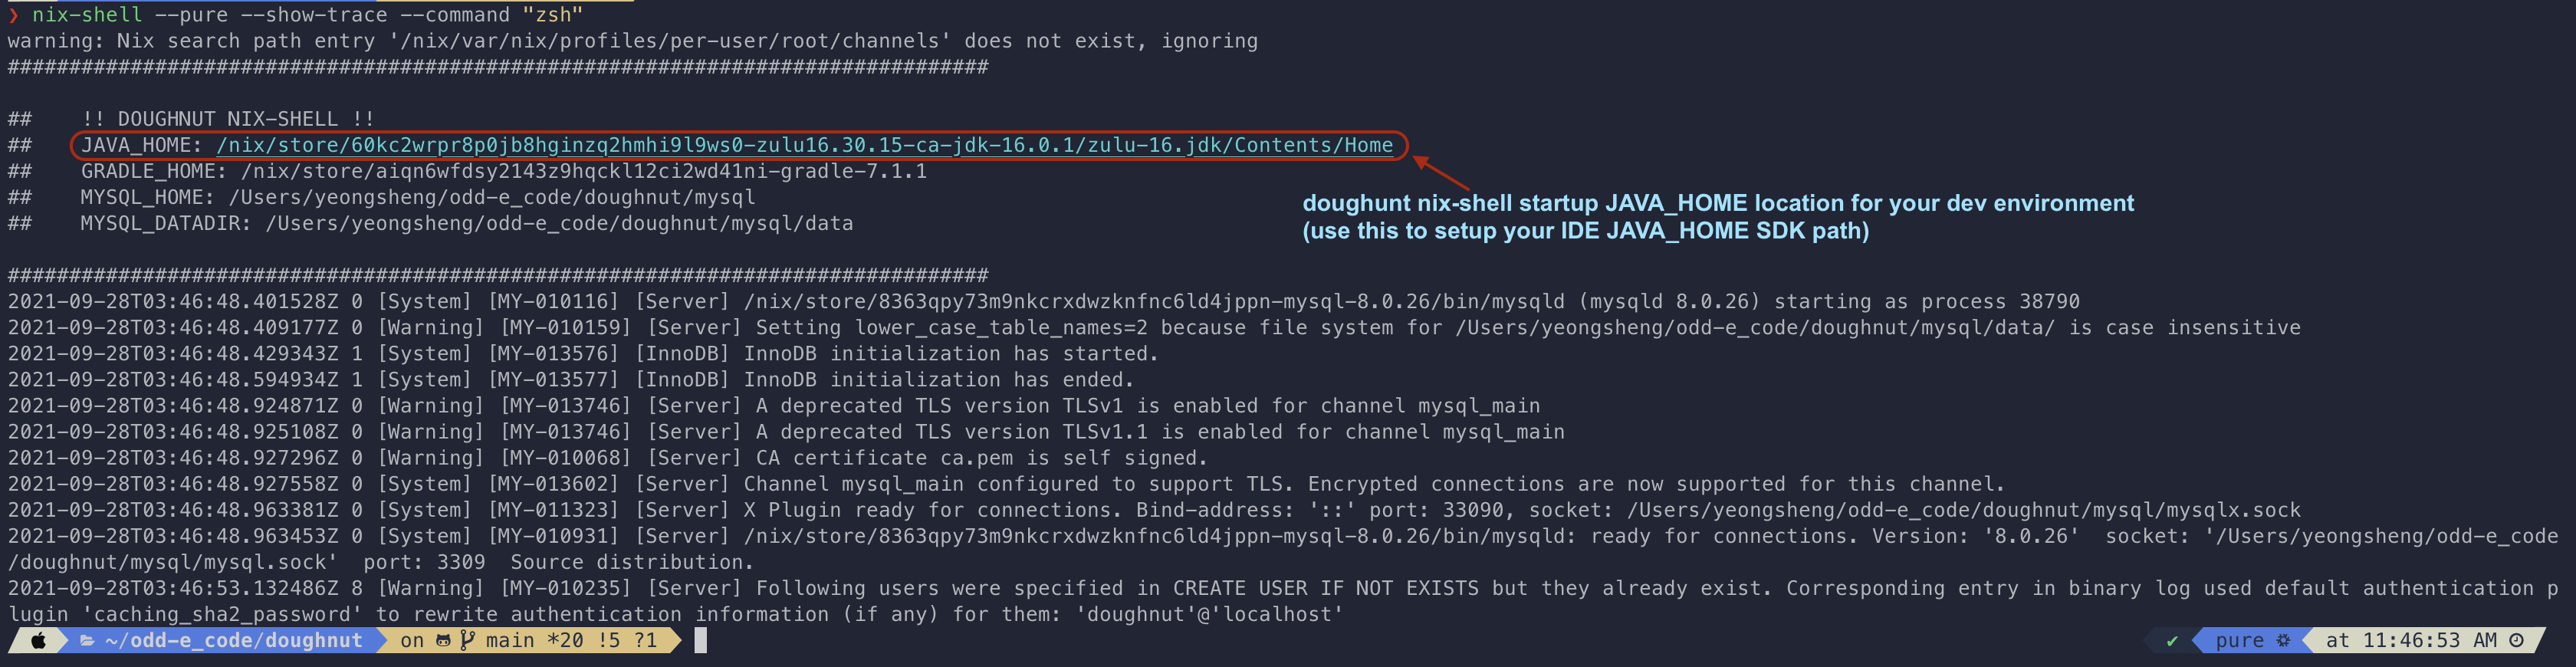 ❯ nix-shell --pure --show-trace --command "zsh"
warning: Nix search path entry '/nix/var/nix/profiles/per-user/root/channels' does not exist, ignoring
################################################################################
##    !! DOUGHNUT NIX-SHELL !!
##    JAVA_HOME: /nix/store/60kc2wrpr8p0jb8hginzq2hmhi9l9ws0-zulu16.30.15-ca-jdk-16.0.1/zulu-16.jdk/Contents/Home
##    GRADLE_HOME: /nix/store/aiqn6wfdsy2143z9hqckl12ci2wd41ni-gradle-7.1.1
##    MYSQL_HOME: /Users/yeongsheng/odd-e_code/doughnut/mysql
##    MYSQL_DATADIR: /Users/yeongsheng/odd-e_code/doughnut/mysql/data
doughunt nix-shell startup JAVA_HOME location for your dev environment
(use this to setup your IDE JAVA_HOME SDK path)
################################################################################
2021-09-28T03:46:48.401528Z 0 [System] [MY-010116] [Server] /nix/store/8363qpy73m9nkcrxdwzknfnc6ld4jppn-mysql-8.0.26/bin/mysqld (mysqld 8.0.26) starting as process 38790
2021-09-28T03:46:48.409177Z 0 [Warning] [MY-010159] [Server] Setting lower_case_table_names=2 because file system for /Users/yeongsheng/odd-e_code/doughnut/mysql/data/ is case insensitive
2021-09-28T03:46:48.429343Z 1 [System] [MY-013576] [InnoDB] InnoDB initialization has started.
2021-09-28T03:46:48.594934Z 1 [System] [MY-013577] [InnoDB] InnoDB initialization has ended.
2021-09-28T03:46:48.924871Z 0 [Warning] [MY-013746] [Server] A deprecated TLS version TLSv1 is enabled for channel mysql_main
2021-09-28T03:46:48.925108Z 0 [Warning] [MY-013746] [Server] A deprecated TLS version TLSv1.1 is enabled for channel mysql_main
2021-09-28T03:46:48.927296Z 0 [Warning] [MY-010068] [Server] CA certificate ca.pem is self signed.
2021-09-28T03:46:48.927558Z 0 [System] [MY-013602] [Server] Channel mysql_main configured to support TLS. Encrypted connections are now supported for this channel.
2021-09-28T03:46:48.963381Z 0 [System] [MY-011323] [Server] X Plugin ready for connections. Bind-address: '::' port: 33090, socket: /Users/yeongsheng/odd-e_code/doughnut/mysql/mysqlx.sock
2021-09-28T03:46:48.963453Z 0 [System] [MY-010931] [Server] /nix/store/8363qpy73m9nkcrxdwzknfnc6ld4jppn-mysql-8.0.26/bin/mysqld: ready for connections. Version: '8.0.26'  socket: '/Users/yeongsheng/odd-e_code
/doughnut/mysql/mysql.sock'  port: 3309  Source distribution.
2021-09-28T03:46:53.132486Z 8 [Warning] [MY-010235] [Server] Following users were specified in CREATE USER IF NOT EXISTS but they already exist. Corresponding entry in binary log used default authentication p
lugin 'caching_sha2_password' to rewrite authentication information (if any) for them: 'doughnut'@'localhost'
~/odd-e_code/doughnut on main *20 !5 ?1 ✔ pure at 11:46:53 AM